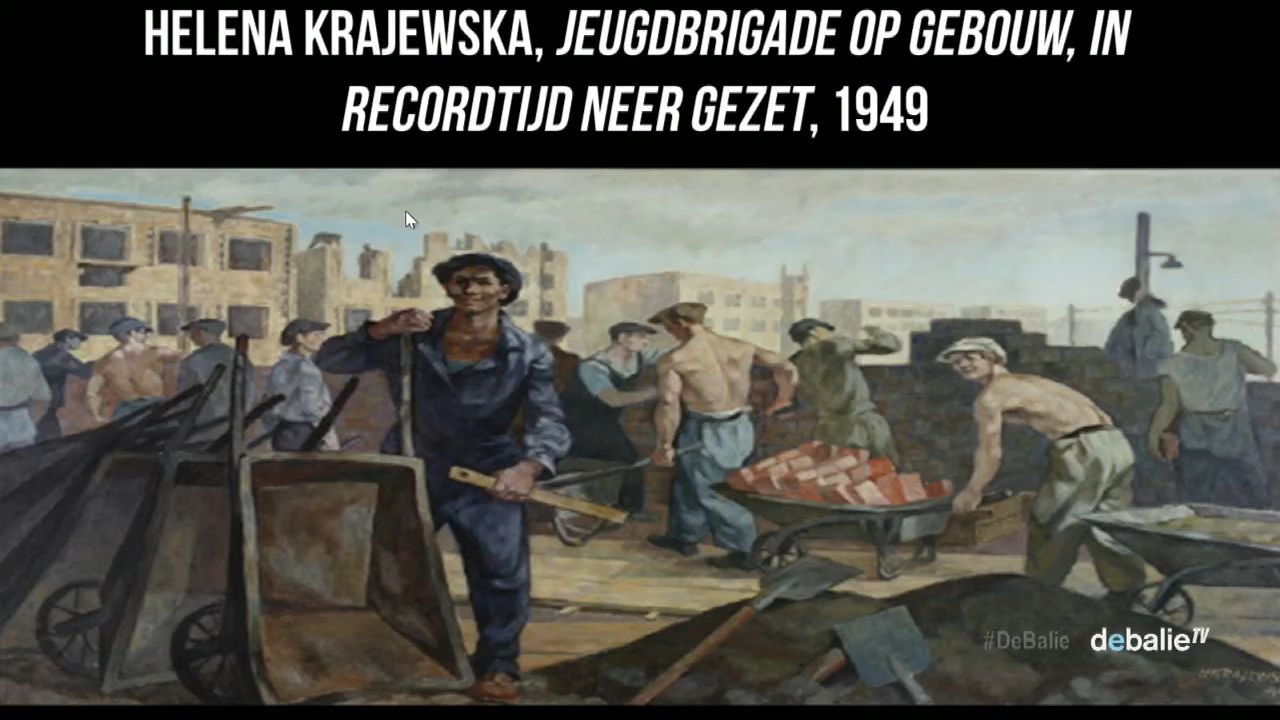 HELENA KRAJEWSKA, JEUGDBRIGADE OP GEBOUW, IN
RECORDTIJD NEER GEZET, 1949
#DeBalie debalieTV